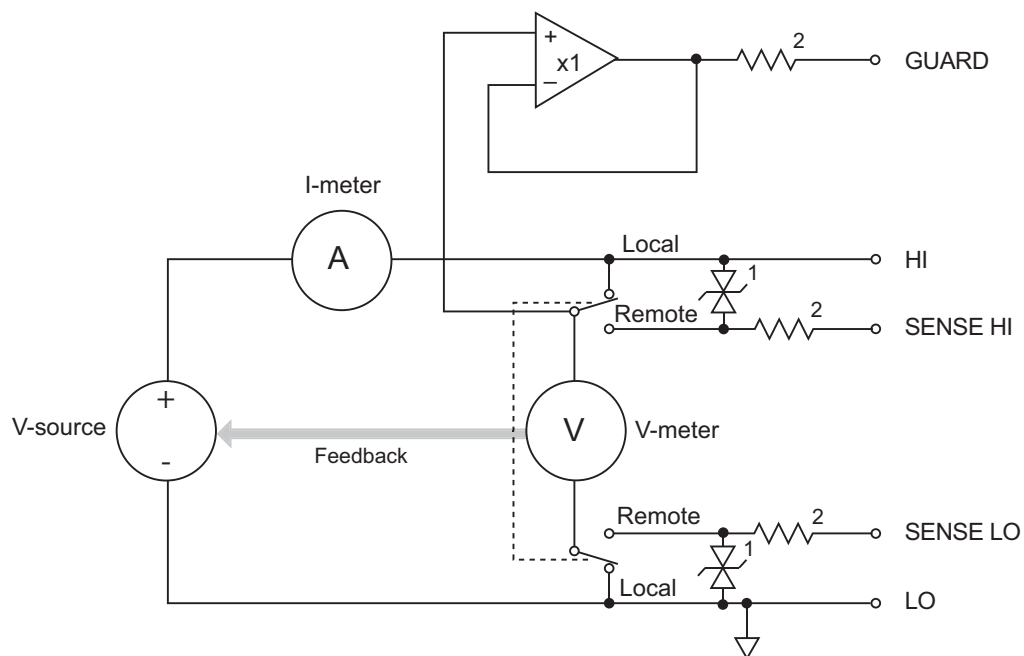 +
x1
−
2
GUARD
I-meter
A
Local
HI
1
Remote
2
SENSE HI
+
V-source
-
Feedback
V
V-meter
Remote
2
SENSE LO
1
Local
LO